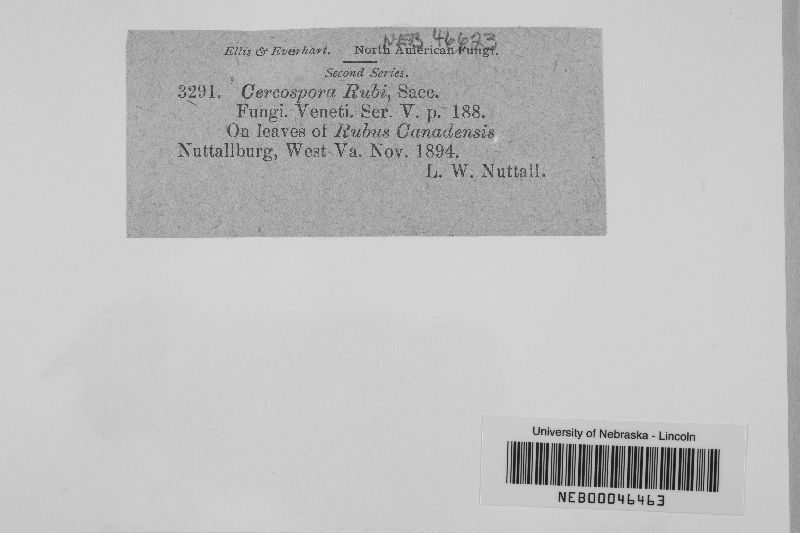 NEB 46623
Ellis & Everhart. North American Fungi.
Second Series.
3291. Cercospora Rubi, Sacc.
Fungi. Veneti. Ser. V. p. 188.
On leaves of Rubus Canadensis
Nuttallburg, West Va. Nov. 1894.
L. W. Nuttall.
University of Nebraska - Lincoln
NEB00046463